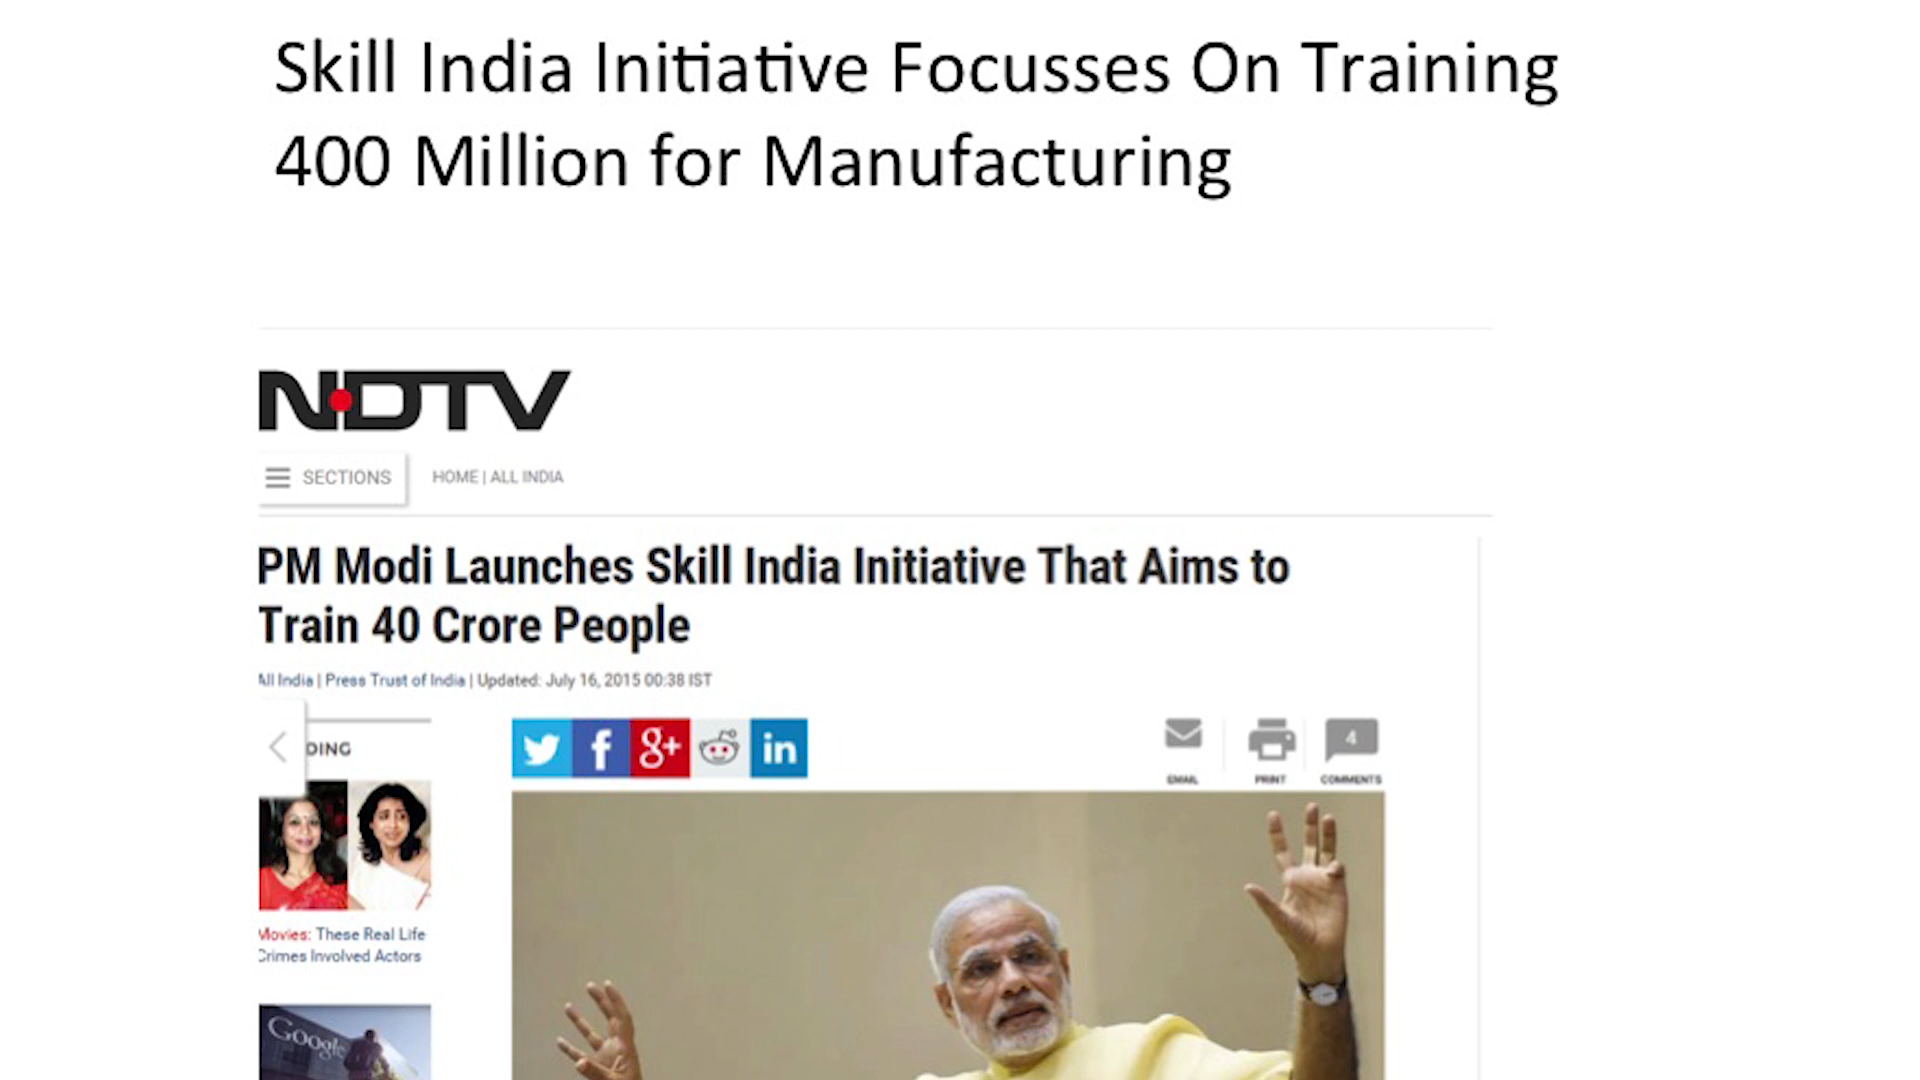 Skill India Initiative Focusses On Training
400 Million for Manufacturing
NDTV
SECTIONS
HOME | ALL INDIA
PM Modi Launches Skill India Initiative That Aims to
Train 40 Crore People
All India | Press Trust of India | Updated: July 16, 2015 00:38 IST
DING
f
g+
in
4
EMAIL
PRINT
COMMENTS
Movies: These Real Life
Crimes Involved Actors
Google